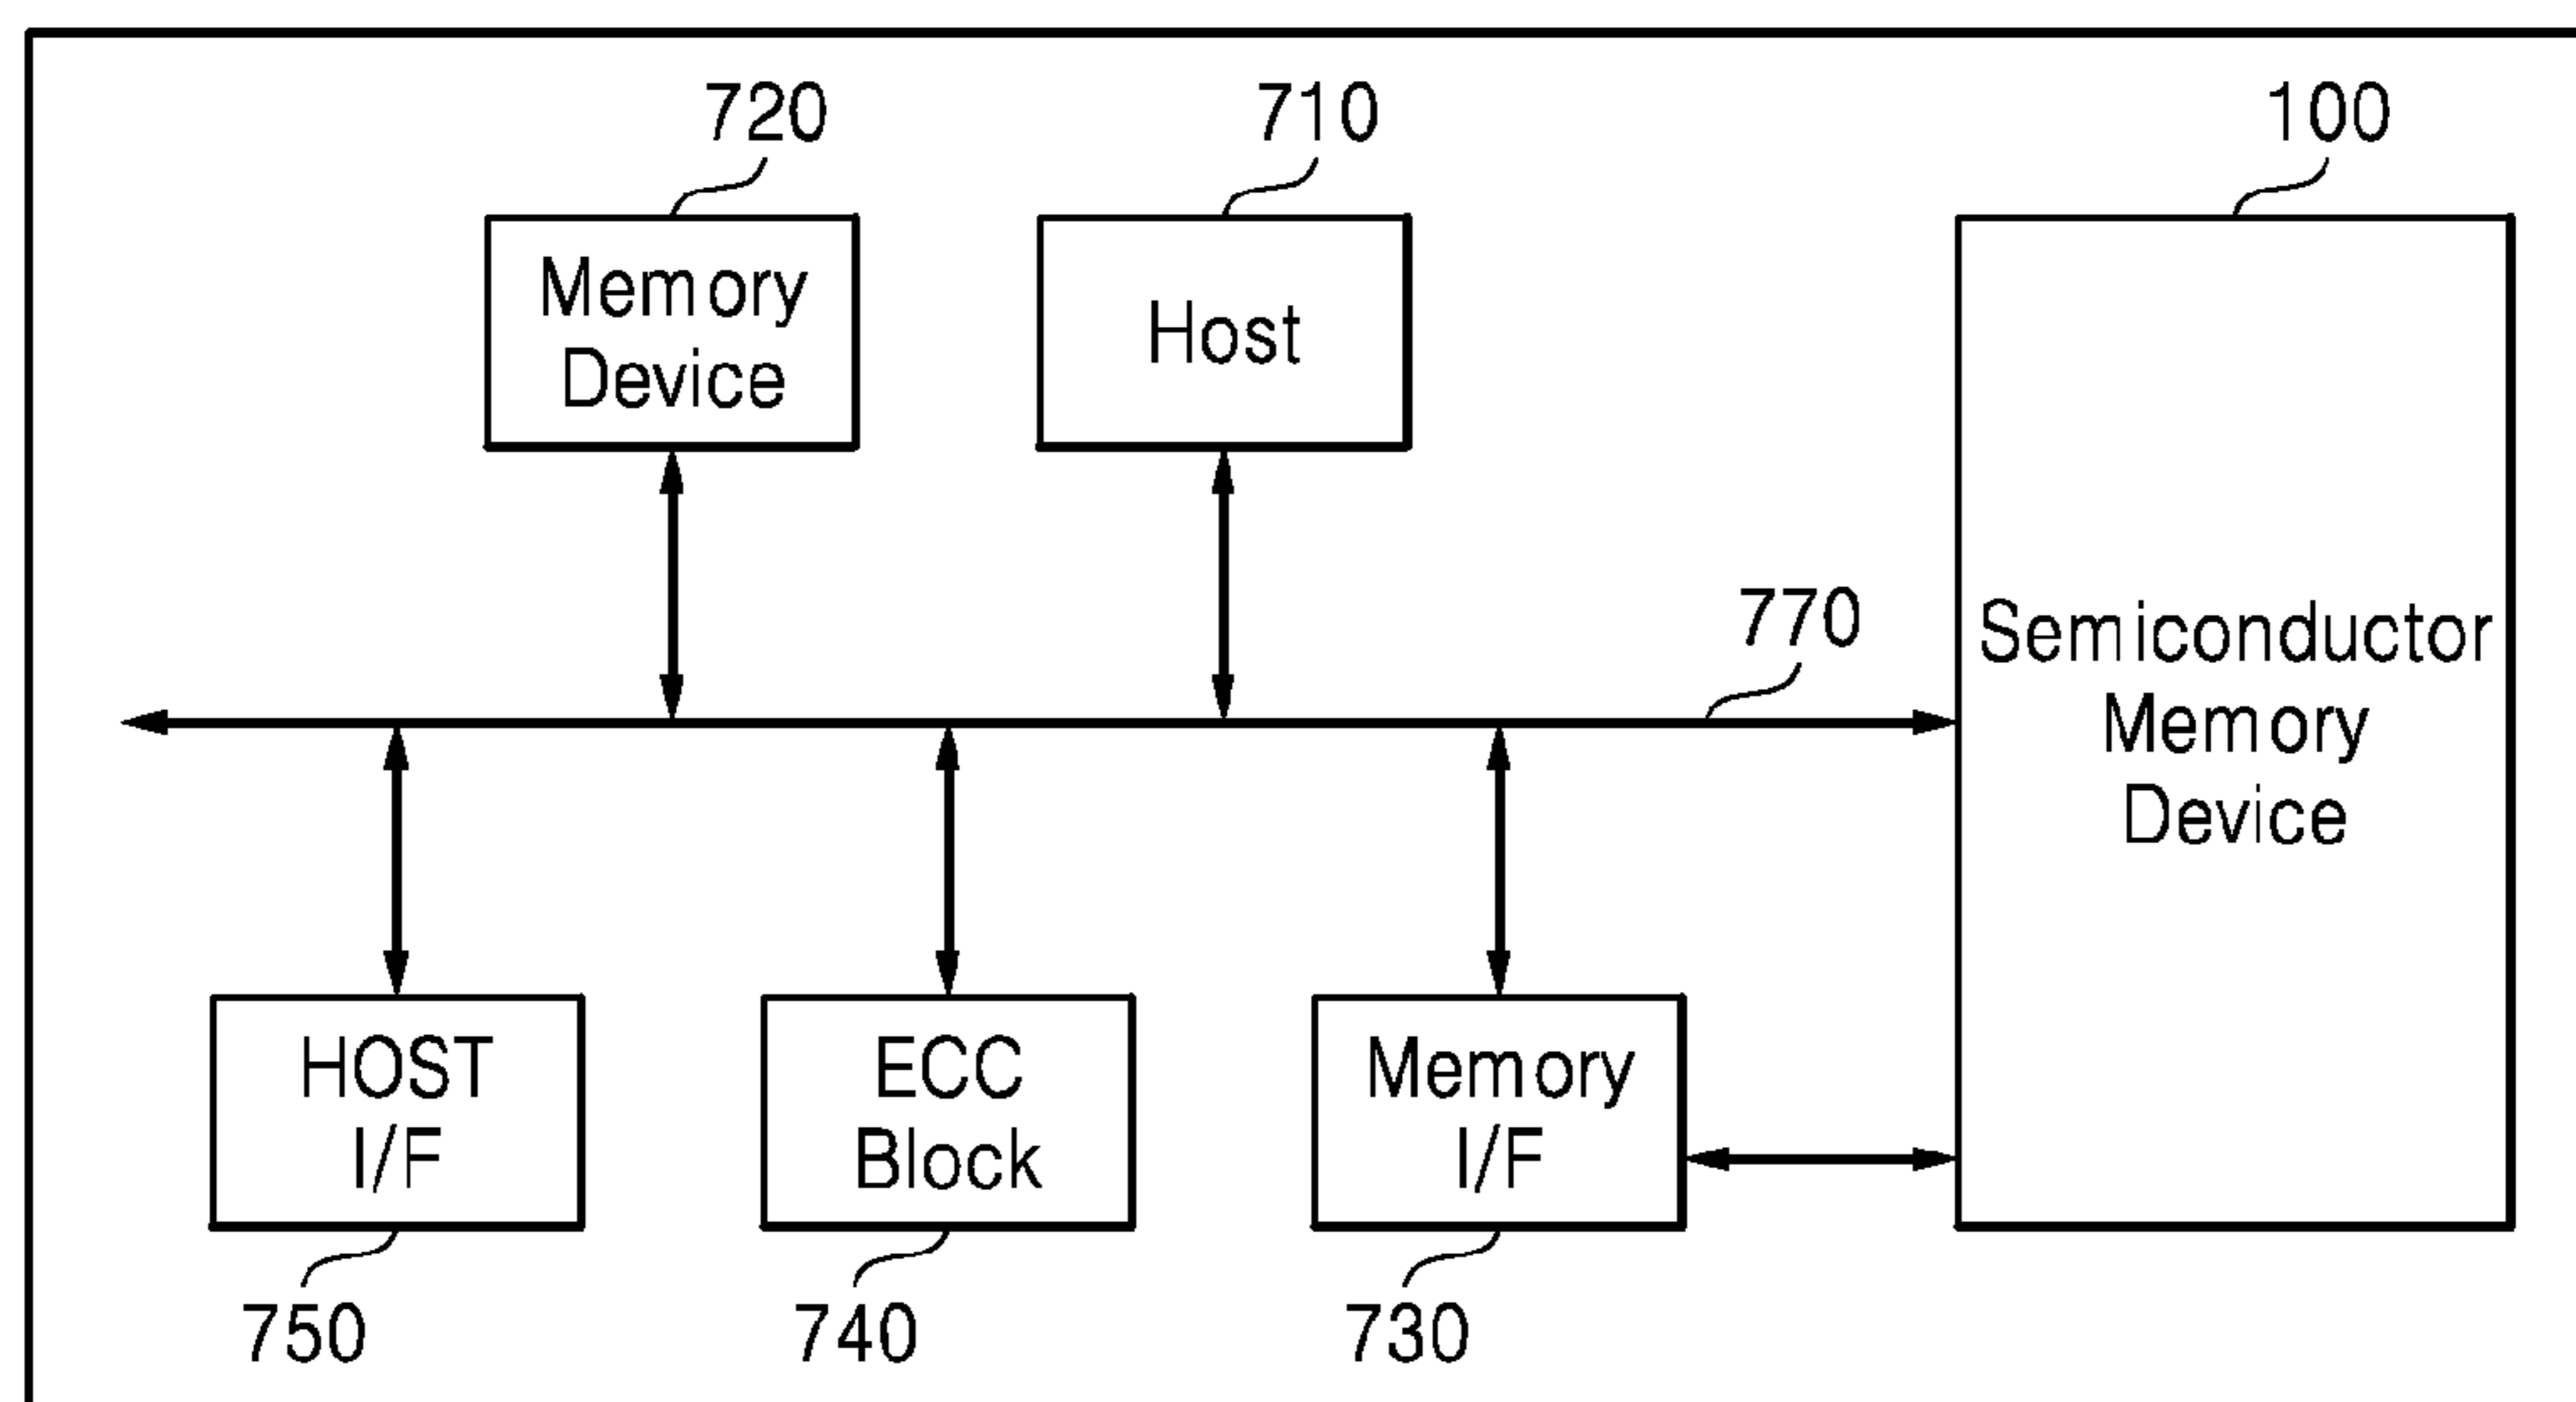 720
710
100
Memory
Device
Host
770
Semiconductor
Memory
Device
HOST
I/F
ECC
Block
Memory
I/F
750
740
730